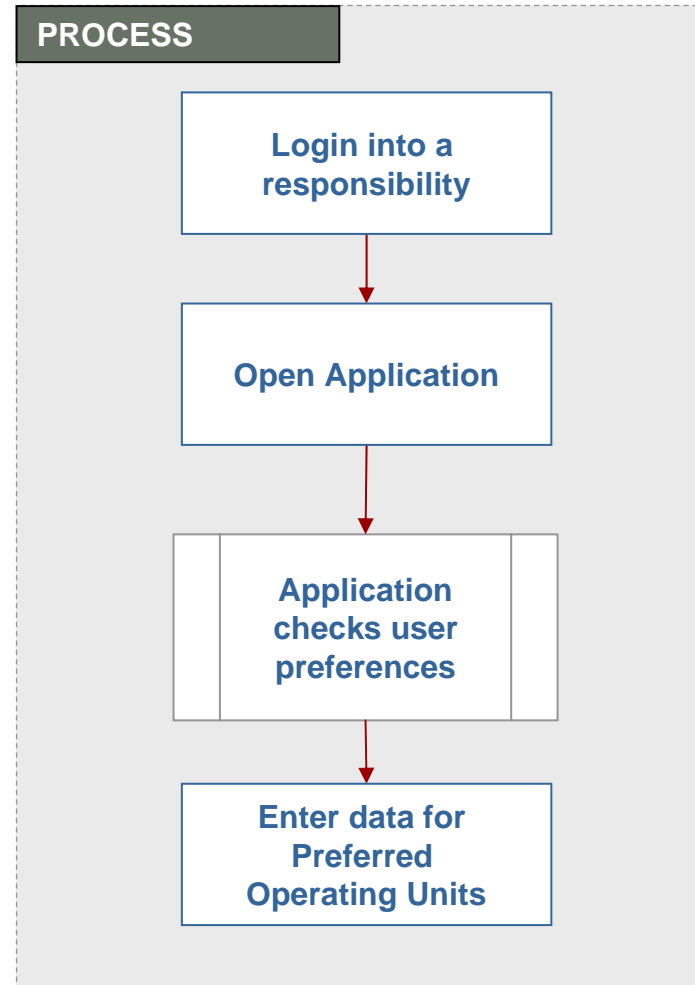 PROCESS
Login into a
responsibility
Open Application
Application
checks user
preferences
Enter data for
Preferred
Operating Units